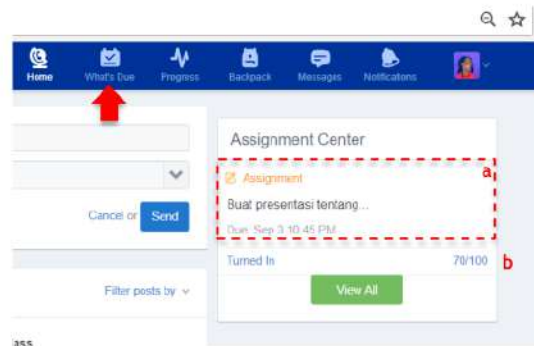 Home What's Due Progress Backpack Messages Notifications
Assignment Center
a
Assignment
Buat presentasi tentang...
Due, Sep 3 10:45 PM
Cancel or Send
Turned In 70/100 b
Filter posts by
View All
ass